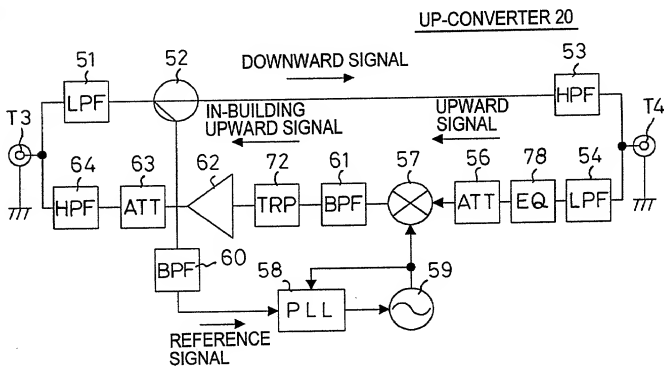 UP-CONVERTER 20
51
52
DOWNWARD SIGNAL
53
T3
LPF
HPF
T4
IN-BUILDING
UPWARD SIGNAL
UPWARD
SIGNAL
64
63
62
72
61
57
56
78
54
HPF
ATT
TRP
BPF
ATT
EQ
LPF
BPF
60
58
59
PLL
REFERENCE
SIGNAL